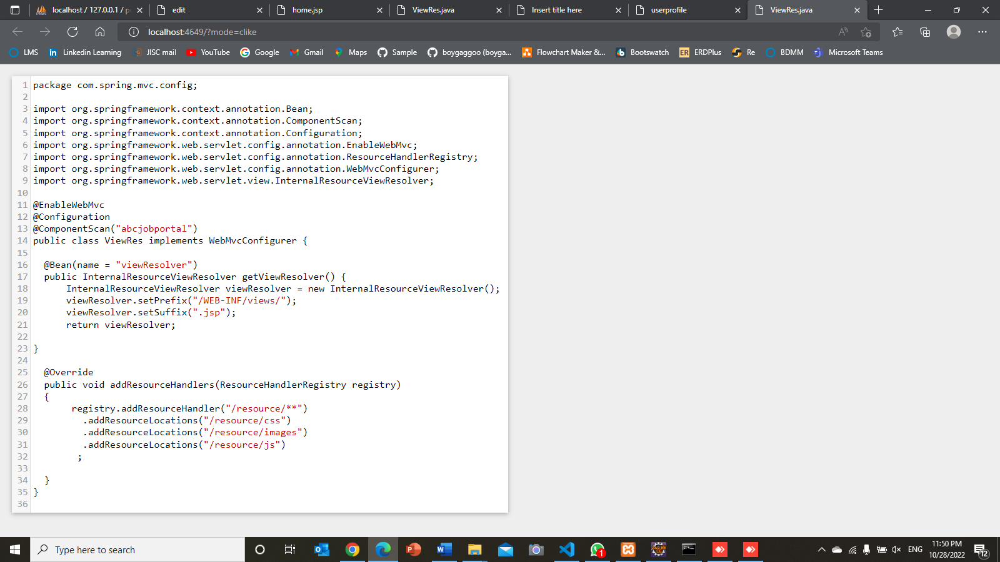 localhost / 127.0.0.1 / p
edit
home.jsp
ViewRes.java
Insert title here
userprofile
ViewRes.java
localhost:4649/?mode=clike
LMS
Linkedin Learning
JISC mail
YouTube
Google
Gmail
Maps
Sample
boygaggoo (boyga...
Flowchart Maker &...
Bootswatch
ER ERDPlus
Re
BDMM
Microsoft Teams
1 package com.spring.mvc.config;
2
3 import org.springframework.context.annotation.Bean;
4 import org.springframework.context.annotation.ComponentScan;
5 import org.springframework.context.annotation.Configuration;
6 import org.springframework.web.servlet.config.annotation.EnableWebMvc;
7 import org.springframework.web.servlet.config.annotation.ResourceHandlerRegistry;
8 import org.springframework.web.servlet.config.annotation.WebMvcConfigurer;
9 import org.springframework.web.servlet.view.InternalResourceViewResolver;
10
11 @EnableWebMvc
12 @Configuration
13 @ComponentScan("abcjobportal")
14 public class ViewRes implements WebMvcConfigurer {
15
16 @Bean(name = "viewResolver")
17 public InternalResourceViewResolver getViewResolver() {
18 InternalResourceViewResolver viewResolver = new InternalResourceViewResolver();
19 viewResolver.setPrefix("/WEB-INF/views/");
20 viewResolver.setSuffix(".jsp");
21 return viewResolver;
22
23 }
24
25 @Override
26 public void addResourceHandlers(ResourceHandlerRegistry registry)
27 {
28 registry.addResourceHandler("/resource/**")
29 .addResourceLocations("/resource/css")
30 .addResourceLocations("/resource/images")
31 .addResourceLocations("/resource/js")
32 ;
33
34 }
35 }
36
Type here to search
1
ENG
11:50 PM
10/28/2022
12